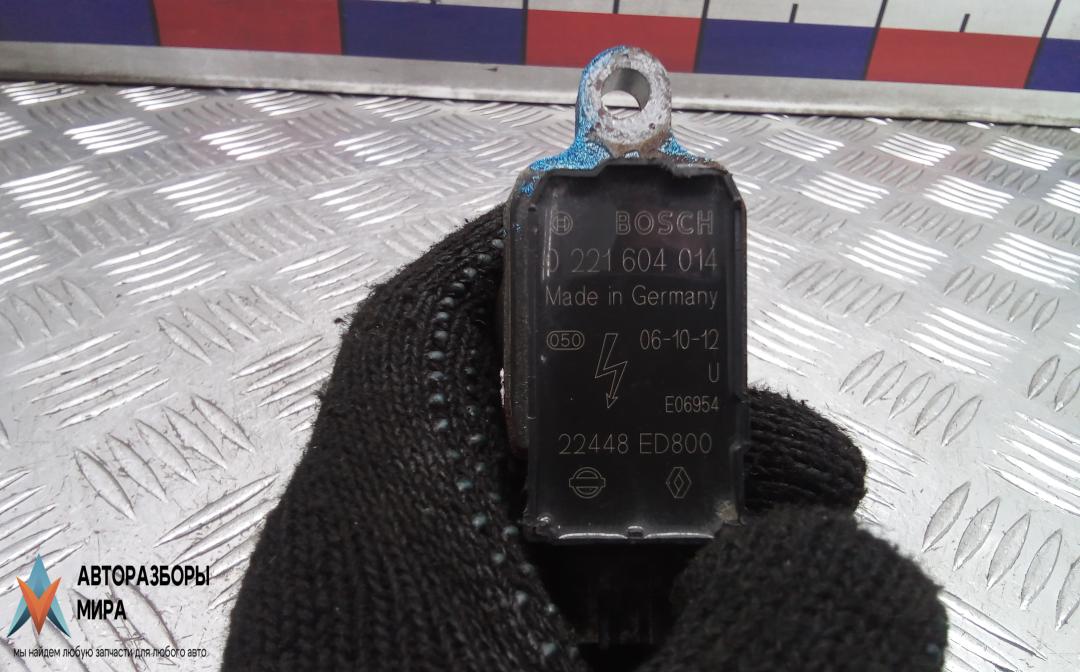 BOSCH
0 221 604 014
Made in Germany
050 06-10-12
U
E06954
22448 ED800
АВТОРАЗБОРЫ
МИРА
мы найдем любую запчасти для любого авто